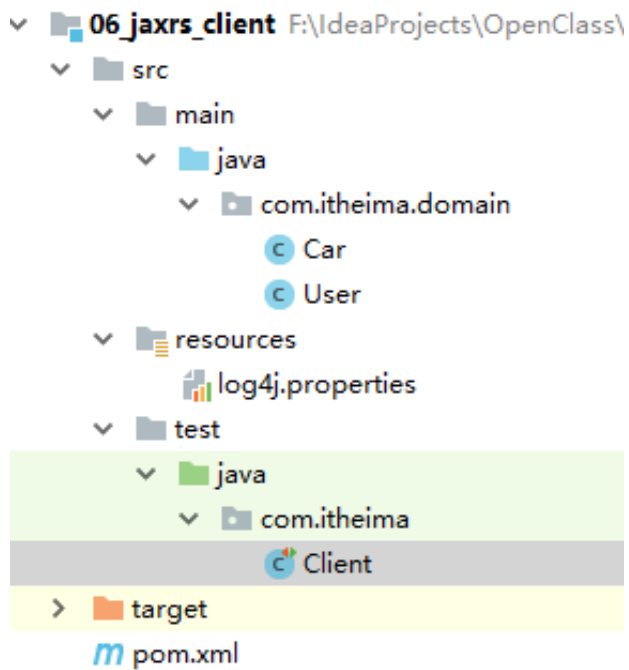 06_jaxrs_client F:\IdeaProjects\OpenClass\
src
main
java
com.itheima.domain
C Car
C User
resources
log4j.properties
test
java
com.itheima
C Client
target
m pom.xml